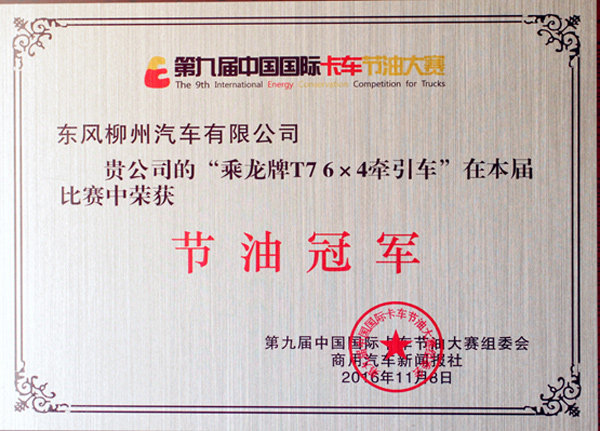 第九届中国国际卡车节油大赛
The 9th International Energy Conservation Competition for Trucks
东风柳州汽车有限公司
贵公司的“乘龙牌T7 6×4牵引车”在本届
比赛中荣获
节油冠军
第九届中国国际卡车节油大赛组委会
商用汽车新闻报社
2016年11月8日